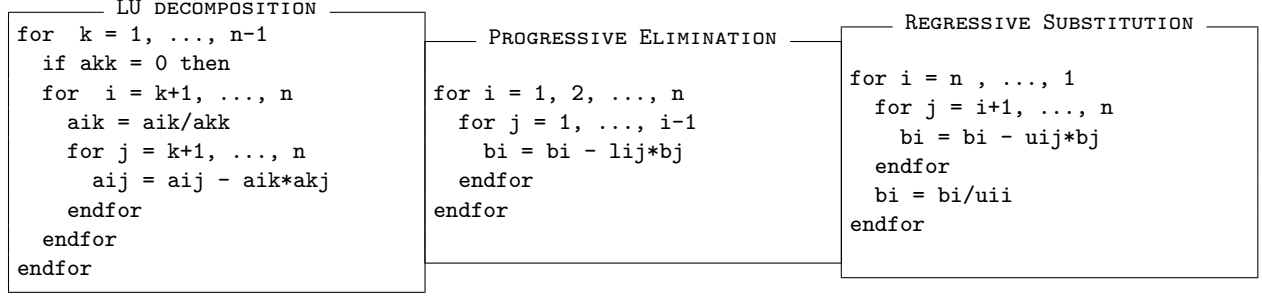 LU DECOMPOSITION
for  k = 1, ..., n-1
  if akk = 0 then
  for  i = k+1, ..., n
    aik = aik/akk
    for j = k+1, ..., n
      aij = aij - aik*akj
    endfor
  endfor
endfor
PROGRESSIVE ELIMINATION
for i = 1, 2, ..., n
  for j = 1, ..., i-1
    bi = bi - lij*bj
  endfor
endfor
REGRESSIVE SUBSTITUTION
for i = n , ..., 1
  for j = i+1, ..., n
    bi = bi - uij*bj
  endfor
  bi = bi/uii
endfor